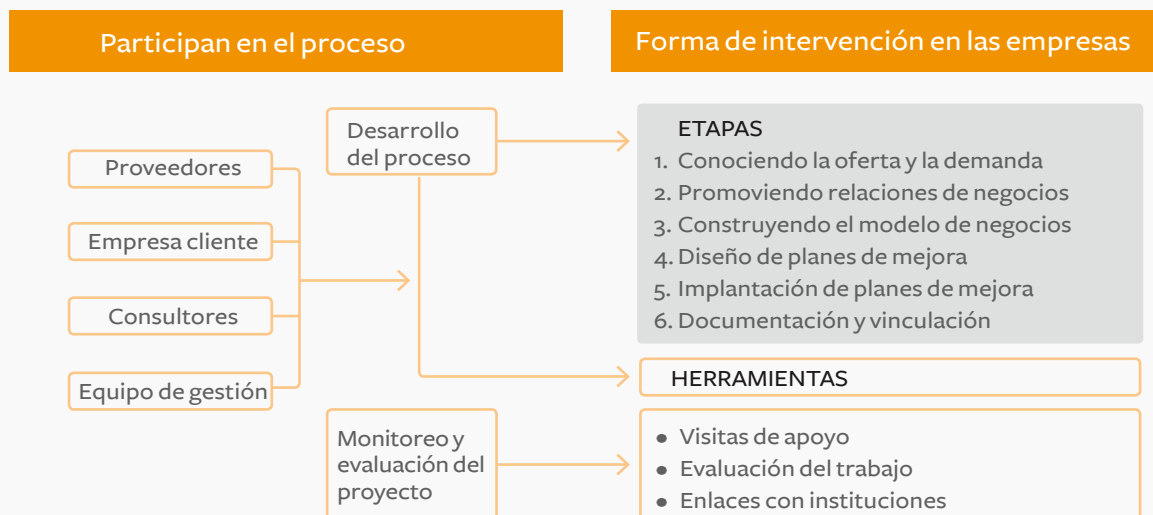 Participan en el proceso
Forma de intervención en las empresas
Proveedores
Empresa cliente
Consultores
Equipo de gestión
Desarrollo
del proceso
ETAPAS
1. Conociendo la oferta y la demanda
2. Promoviendo relaciones de negocios
3. Construyendo el modelo de negocios
4. Diseño de planes de mejora
5. Implantación de planes de mejora
6. Documentación y vinculación
HERRAMIENTAS
Monitoreo y
evaluación del
proyecto
● Visitas de apoyo
● Evaluación del trabajo
● Enlaces con instituciones